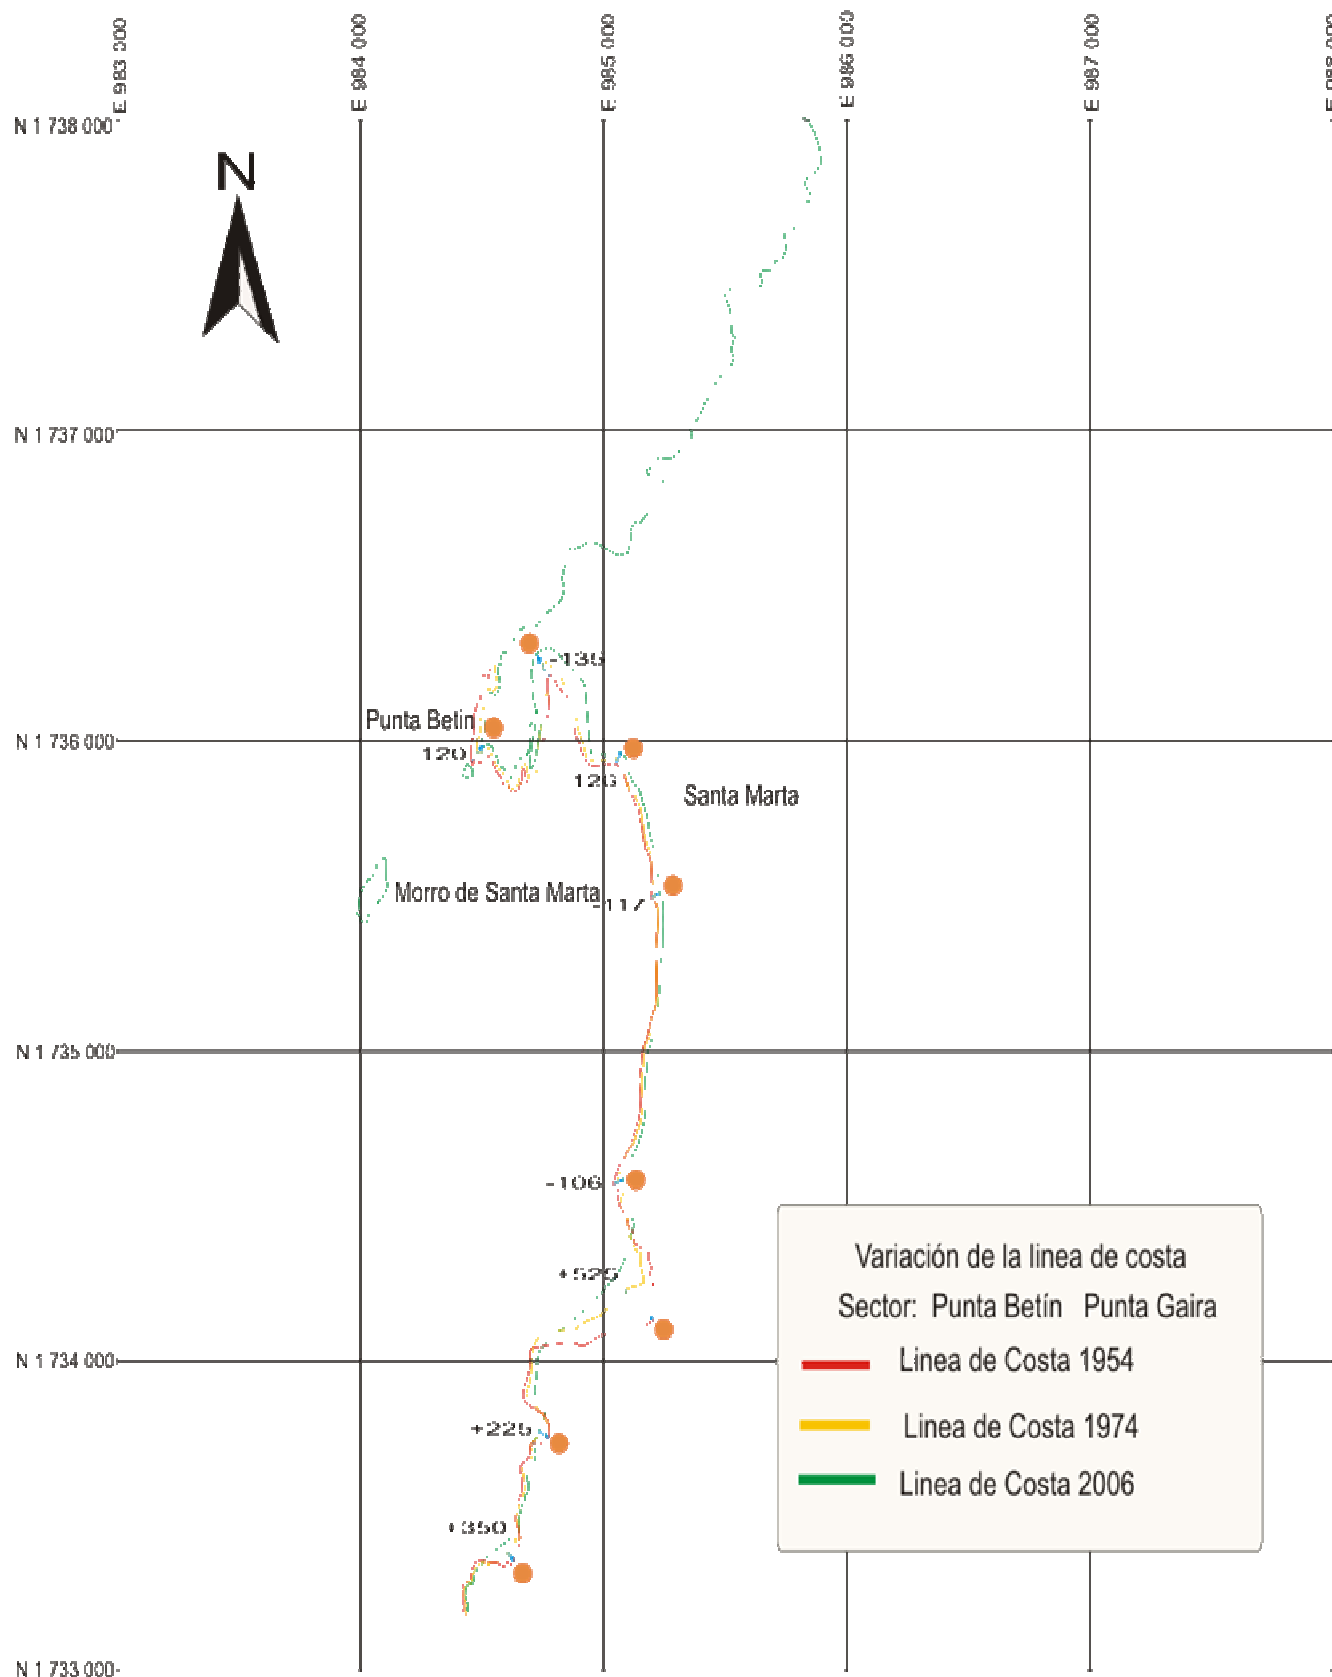 E 983 000
E 984 000
E 985 000
E 986 000
E 987 000
E 988 000
N 1 738 000
N
N 1 737 000
-135
Punta Betín
N 1 736 000
120
126
Santa Marta
Morro de Santa Marta
-117
N 1 735 000
-106
+525
Variación de la linea de costa
Sector: Punta Betín Punta Gaira
Linea de Costa 1954
N 1 734 000
+225
Linea de Costa 1974
Linea de Costa 2006
+350
N 1 733 000